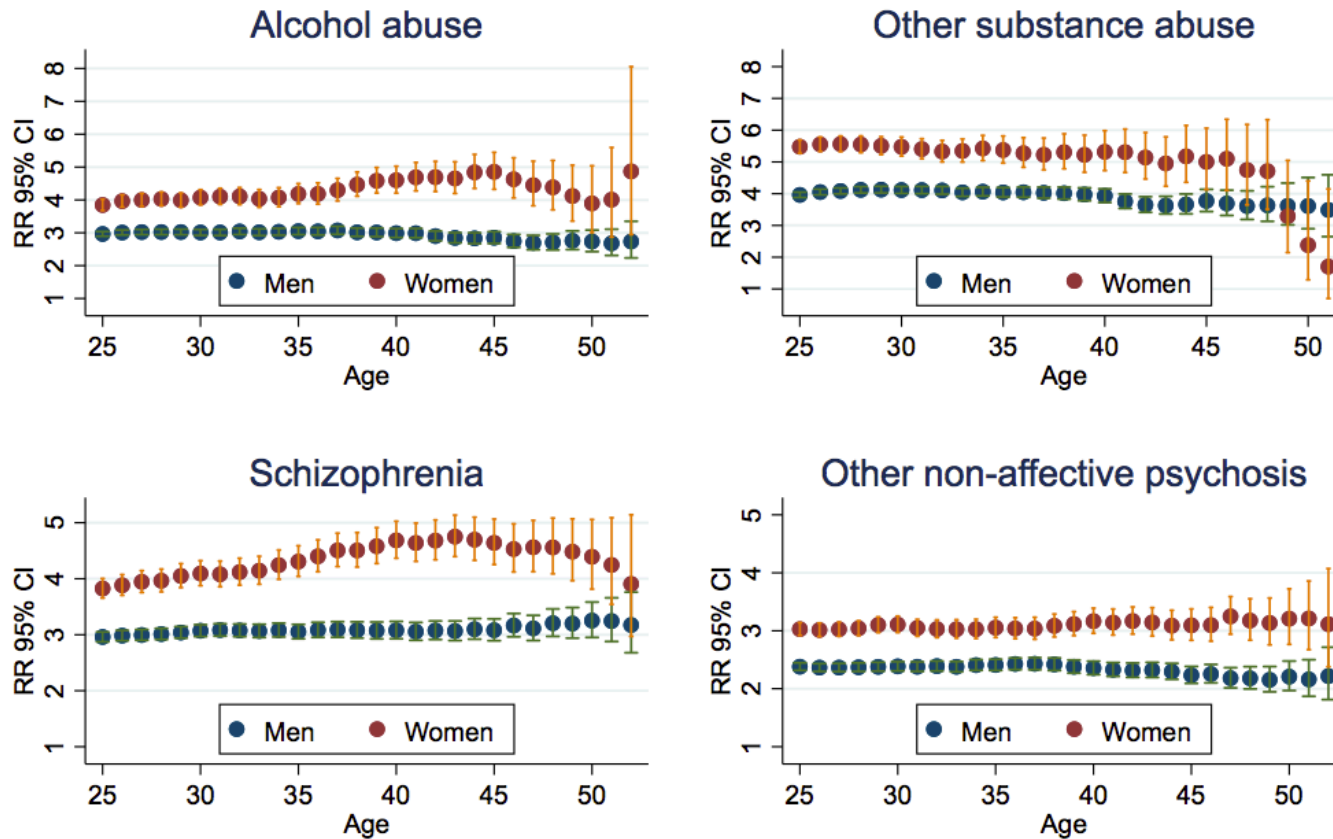 Alcohol abuse
RR 95% CI
8
7
6
5
4
3
2
1
Men Women
25 30 35 40 45 50
Age
Other substance abuse
RR 95% CI
8
7
6
5
4
3
2
1
Men Women
25 30 35 40 45 50
Age
Schizophrenia
RR 95% CI
5
4
3
2
1
Men Women
25 30 35 40 45 50
Age
Other non-affective psychosis
RR 95% CI
5
4
3
2
1
Men Women
25 30 35 40 45 50
Age